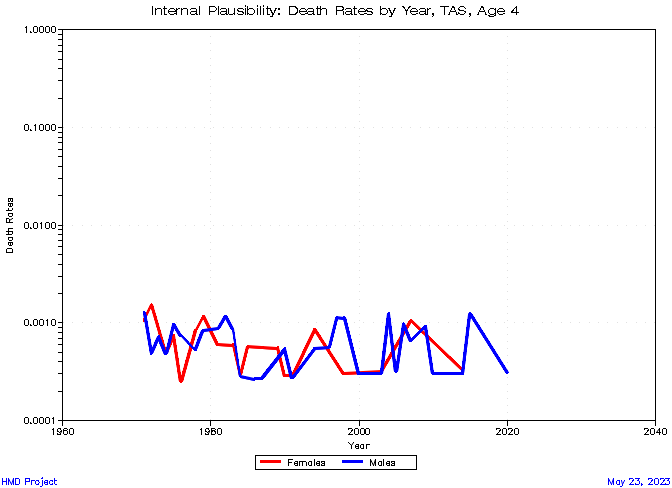 Internal Plausibility: Death Rates by Year, TAS, Age 4
1.0000
0.1000
0.0100
0.0010
0.0001
Death Rates
1960
1980
2000
2020
2040
Year
Females
Males
HMD Project
May 23, 2023